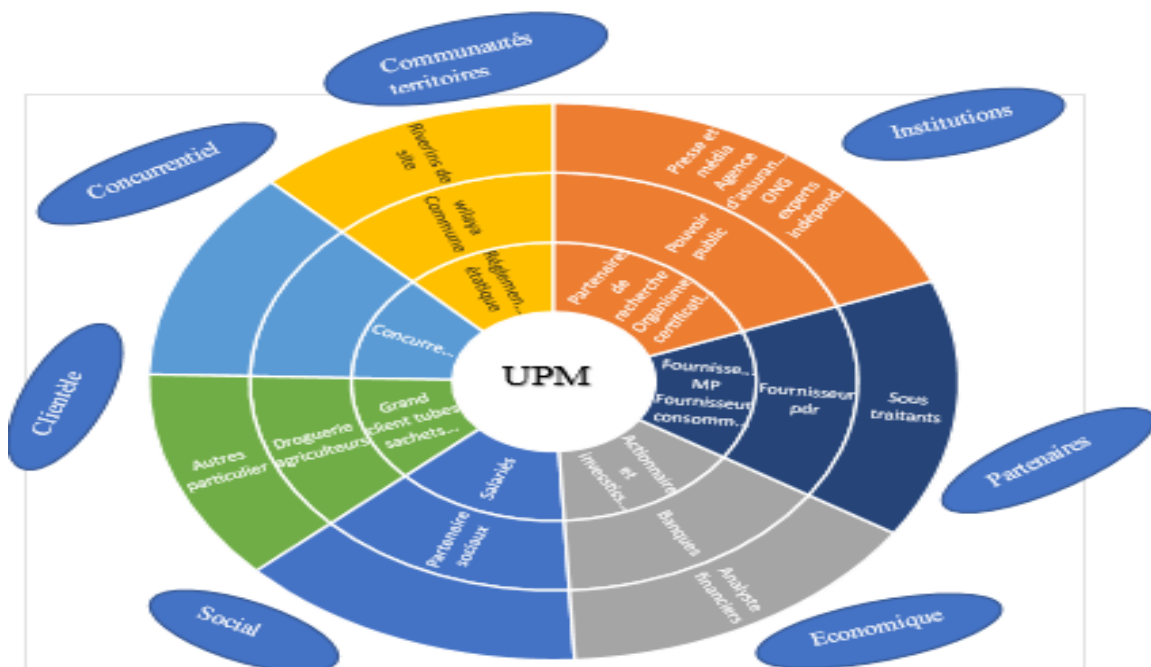 Communautés
territoires
Institutions
Concurrentiel
Riverins de
site
wilaya
Commune
Réglemen...
étatique
Presse et
média
Agence
d'assuran...
ONG
experts
indépend...
Pouvoir
public
Partenaires
de
recherche
Organisme
certificati...
Concurre...
UPM
Fournisse...
MP
Fournisseur
consomm...
Fournisseur
pdr
Sous
traitants
Clientèle
Grand
client tubes
sachets...
Droguerie
agriculteurs
Autres
particulier
Partenaires
Salariés
Partenaire
sociaux
Actionnaire
et
investiss...
Banques
Analyste
financiers
Social
Economique